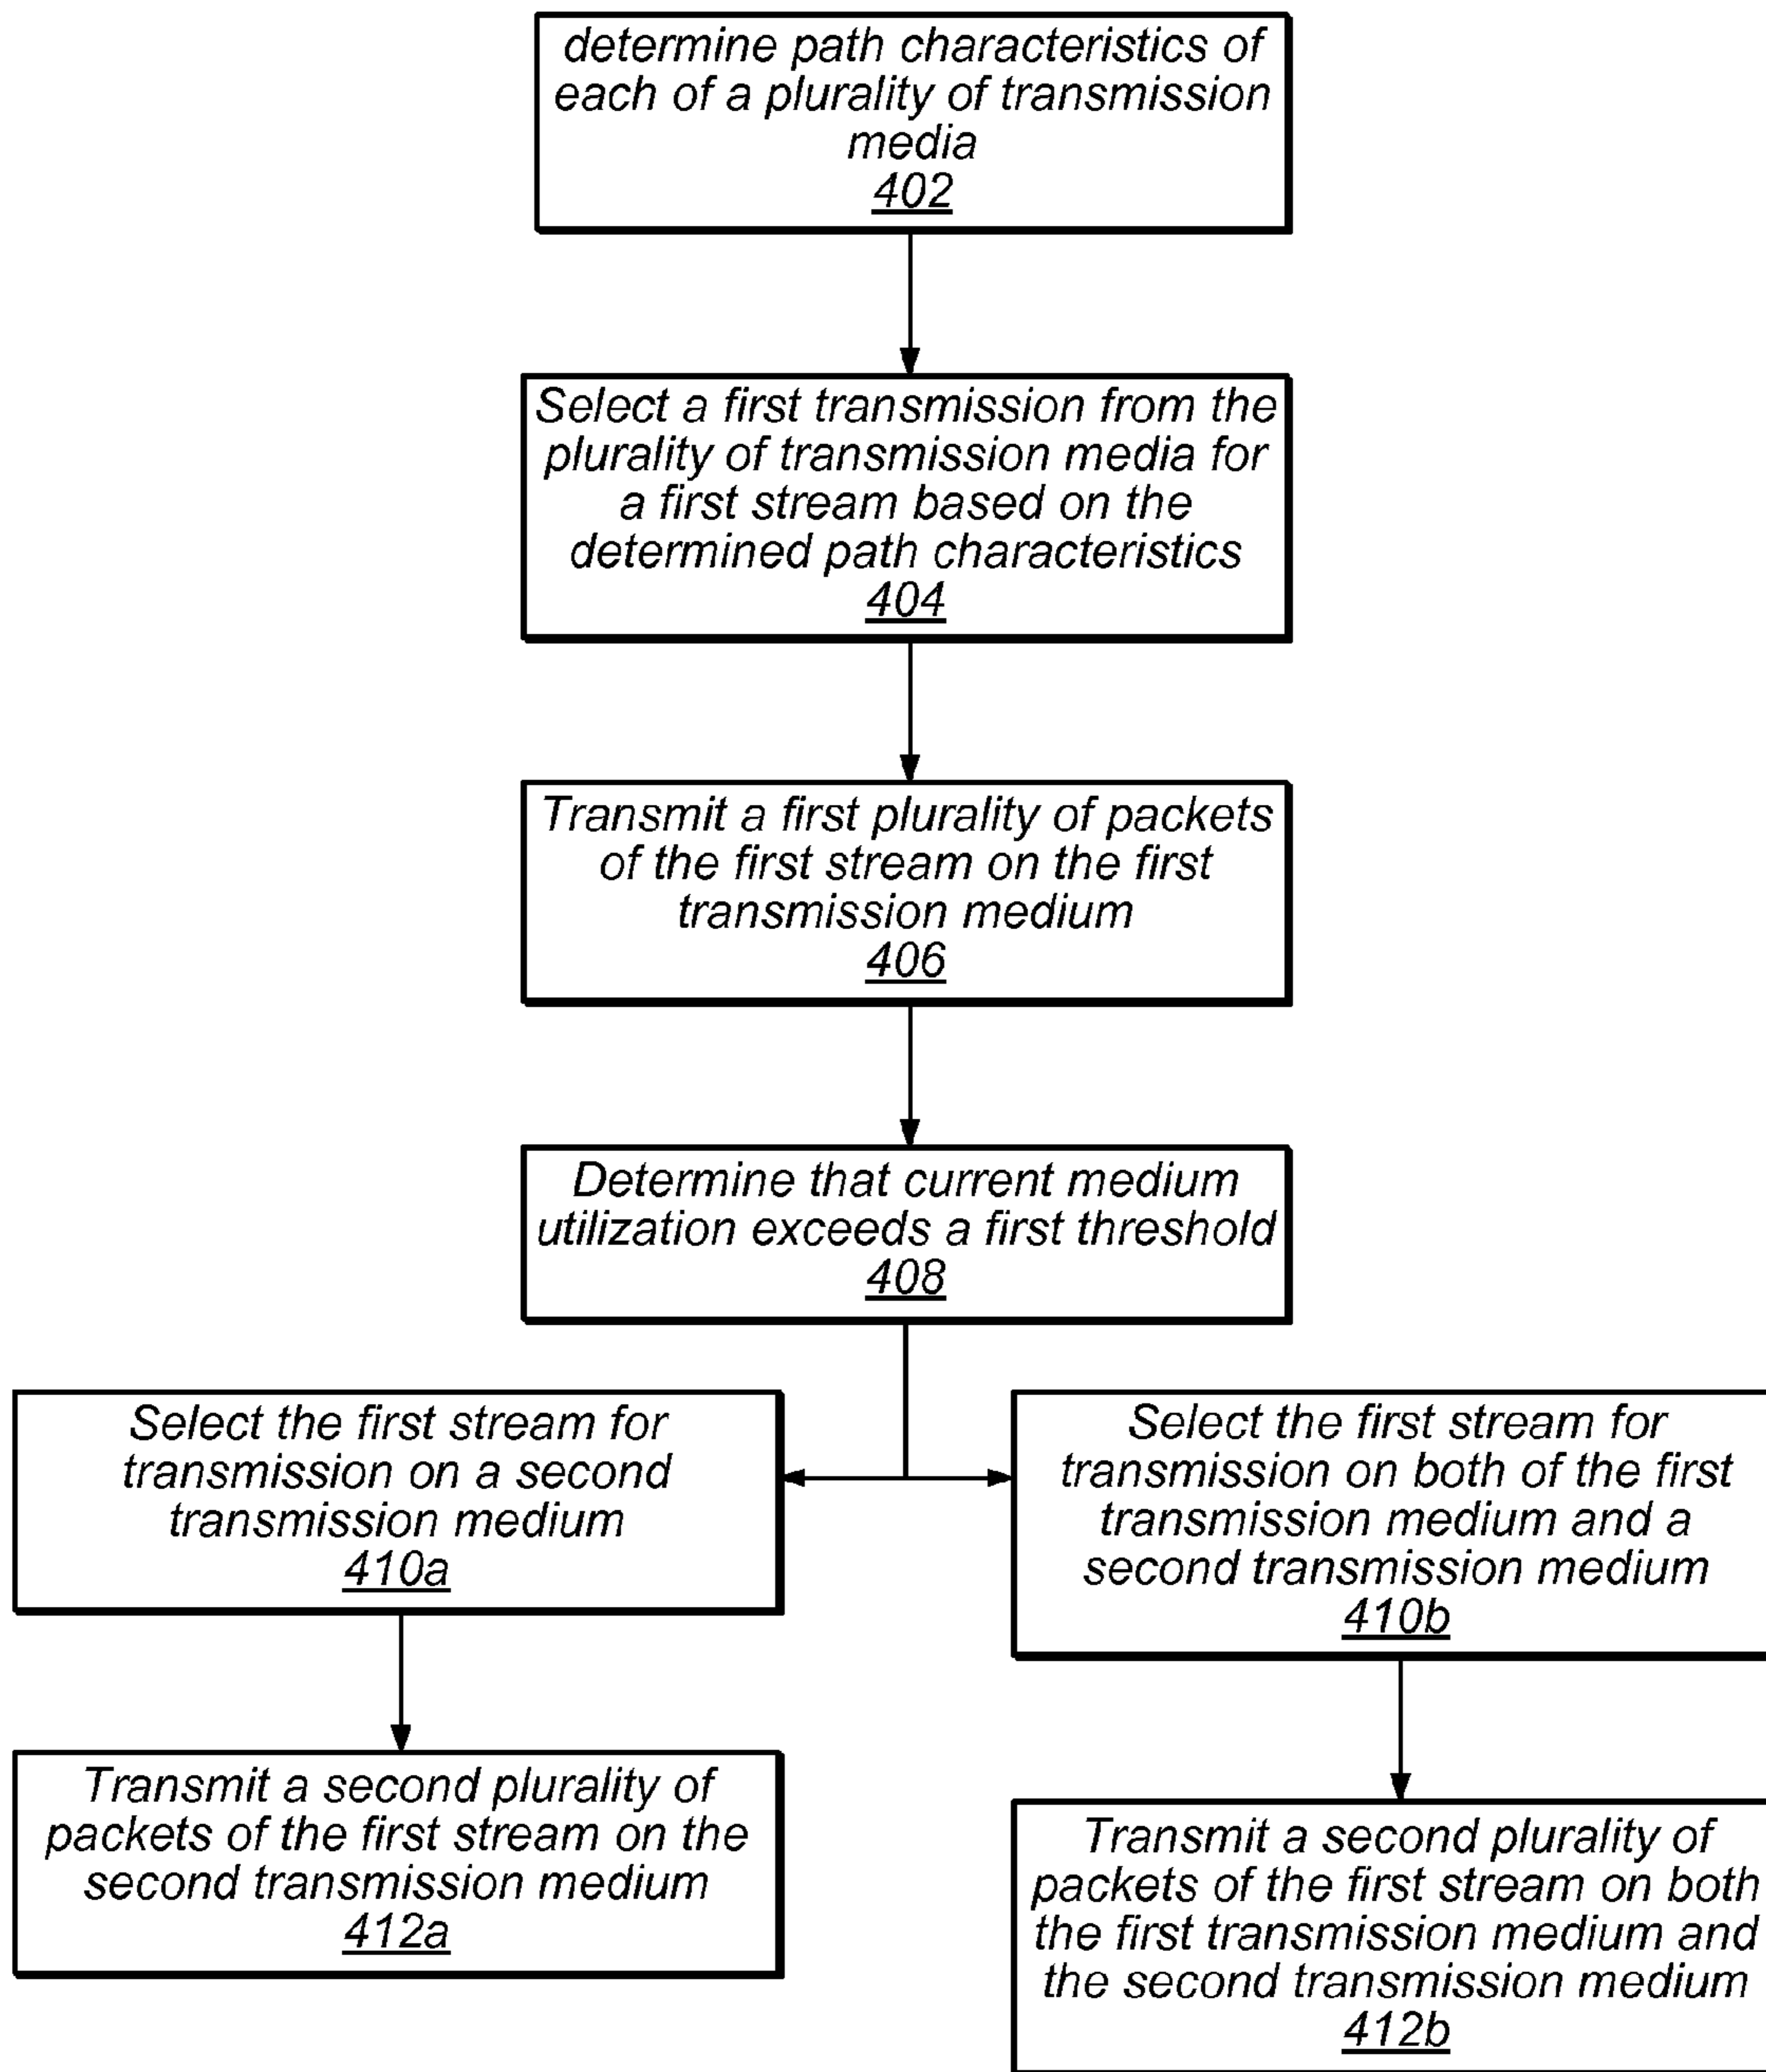 determine path characteristics of
each of a plurality of transmission
media
402
Select a first transmission from the
plurality of transmission media for
a first stream based on the
determined path characteristics
404
Transmit a first plurality of packets
of the first stream on the first
transmission medium
406
Determine that current medium
utilization exceeds a first threshold
408
Select the first stream for
transmission on a second
transmission medium
410a
Select the first stream for
transmission on both of the first
transmission medium and a
second transmission medium
410b
Transmit a second plurality of
packets of the first stream on the
second transmission medium
412a
Transmit a second plurality of
packets of the first stream on both
the first transmission medium and
the second transmission medium
412b